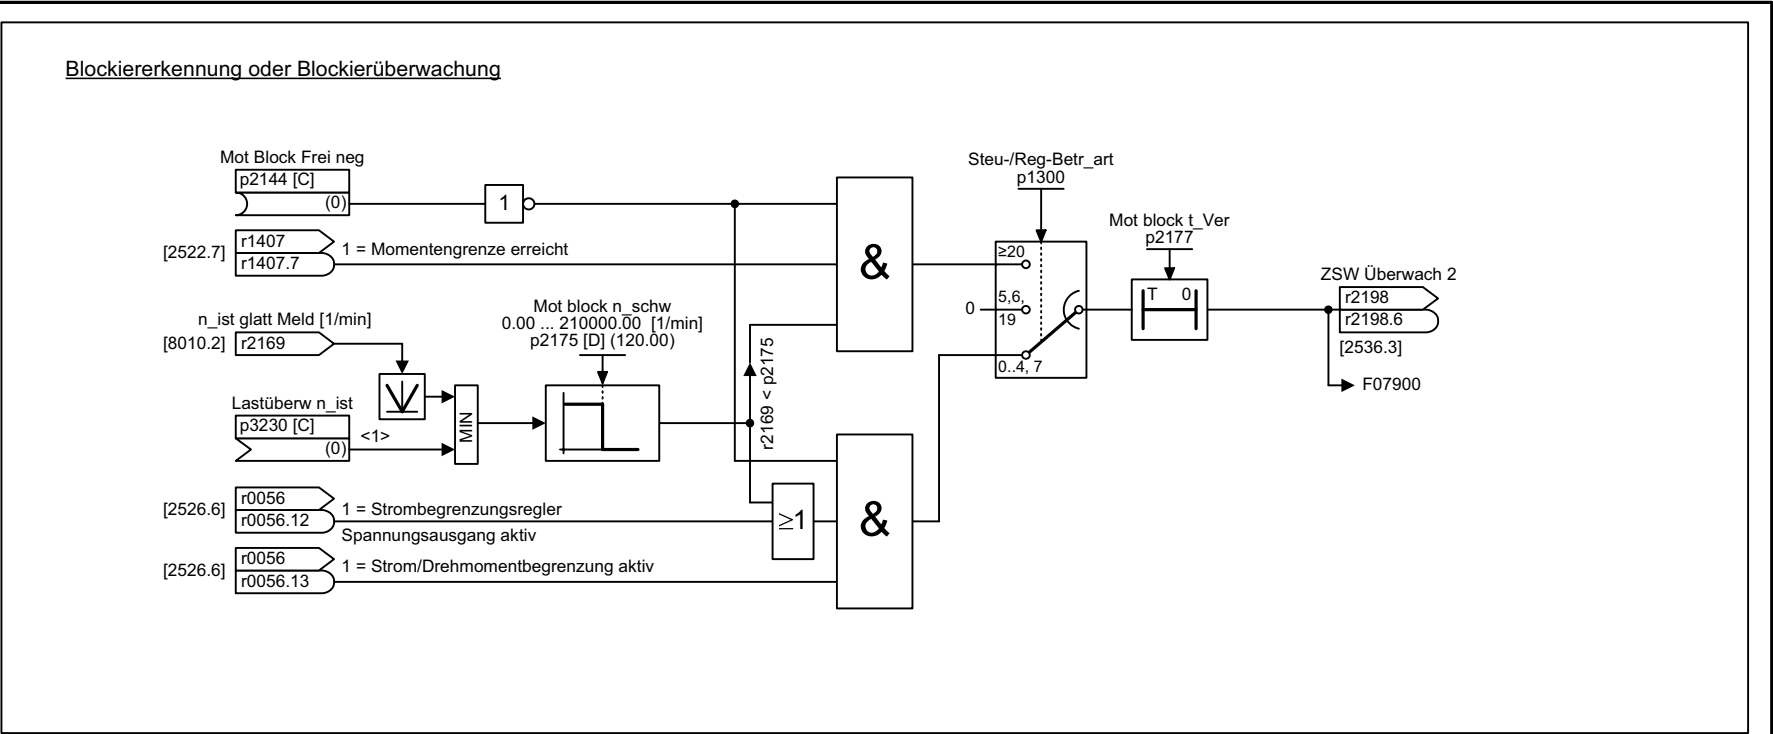 Blockiererkennung oder Blockierüberwachung
Mot Block Frei neg
p2144 [C]
(0)
1
[2522.7]
r1407
r1407.7
1 = Momentengrenze erreicht
&
Steu-/Reg-Betr_art
p1300
≥20
5,6,
0
19
0..4, 7
Mot block t_Ver
p2177
T 0
ZSW Überwach 2
r2198
r2198.6
[2536.3]
F07900
n_ist glatt Meld [1/min]
[8010.2]
r2169
Mot block n_schw
0.00 ... 210000.00 [1/min]
p2175 [D] (120.00)
r2169 < p2175
Lastüberw n_ist
p3230 [C]
(0)
<1>
MIN
[2526.6]
r0056
r0056.12
1 = Strombegrenzungsregler
Spannungsausgang aktiv
≥1
&
[2526.6]
r0056
r0056.13
1 = Strom/Drehmomentbegrenzung aktiv